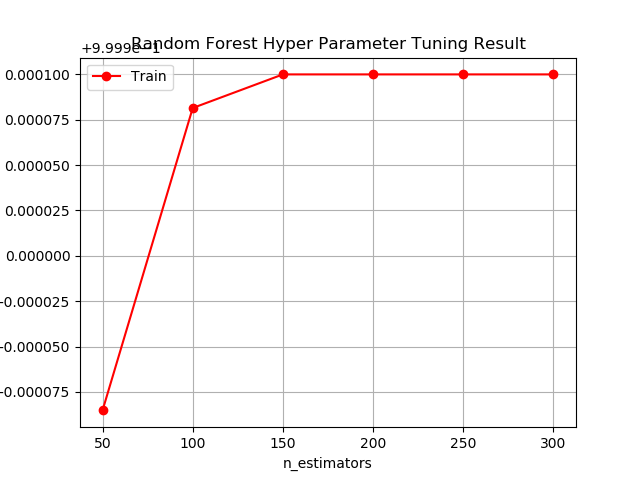 Random Forest Hyper Parameter Tuning Result
+9.999e−1
Train
0.000100
0.000075
0.000050
0.000025
0.000000
−0.000025
−0.000050
−0.000075
50 100 150 200 250 300
n_estimators